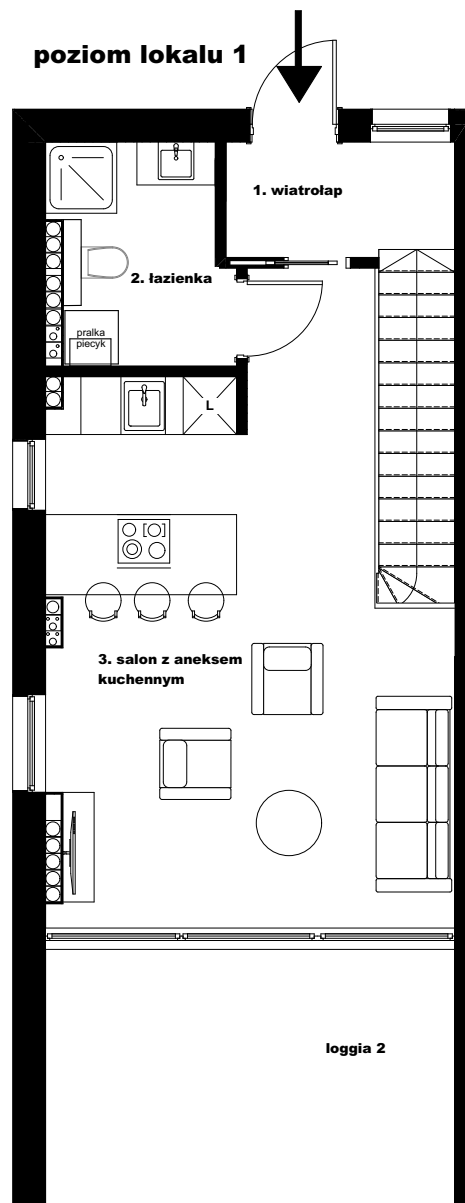 poziom lokalu 1
1. wiatrołap
2. łazienka
pralka
piecyk
L
3. salon z aneksem
kuchennym
loggia 2